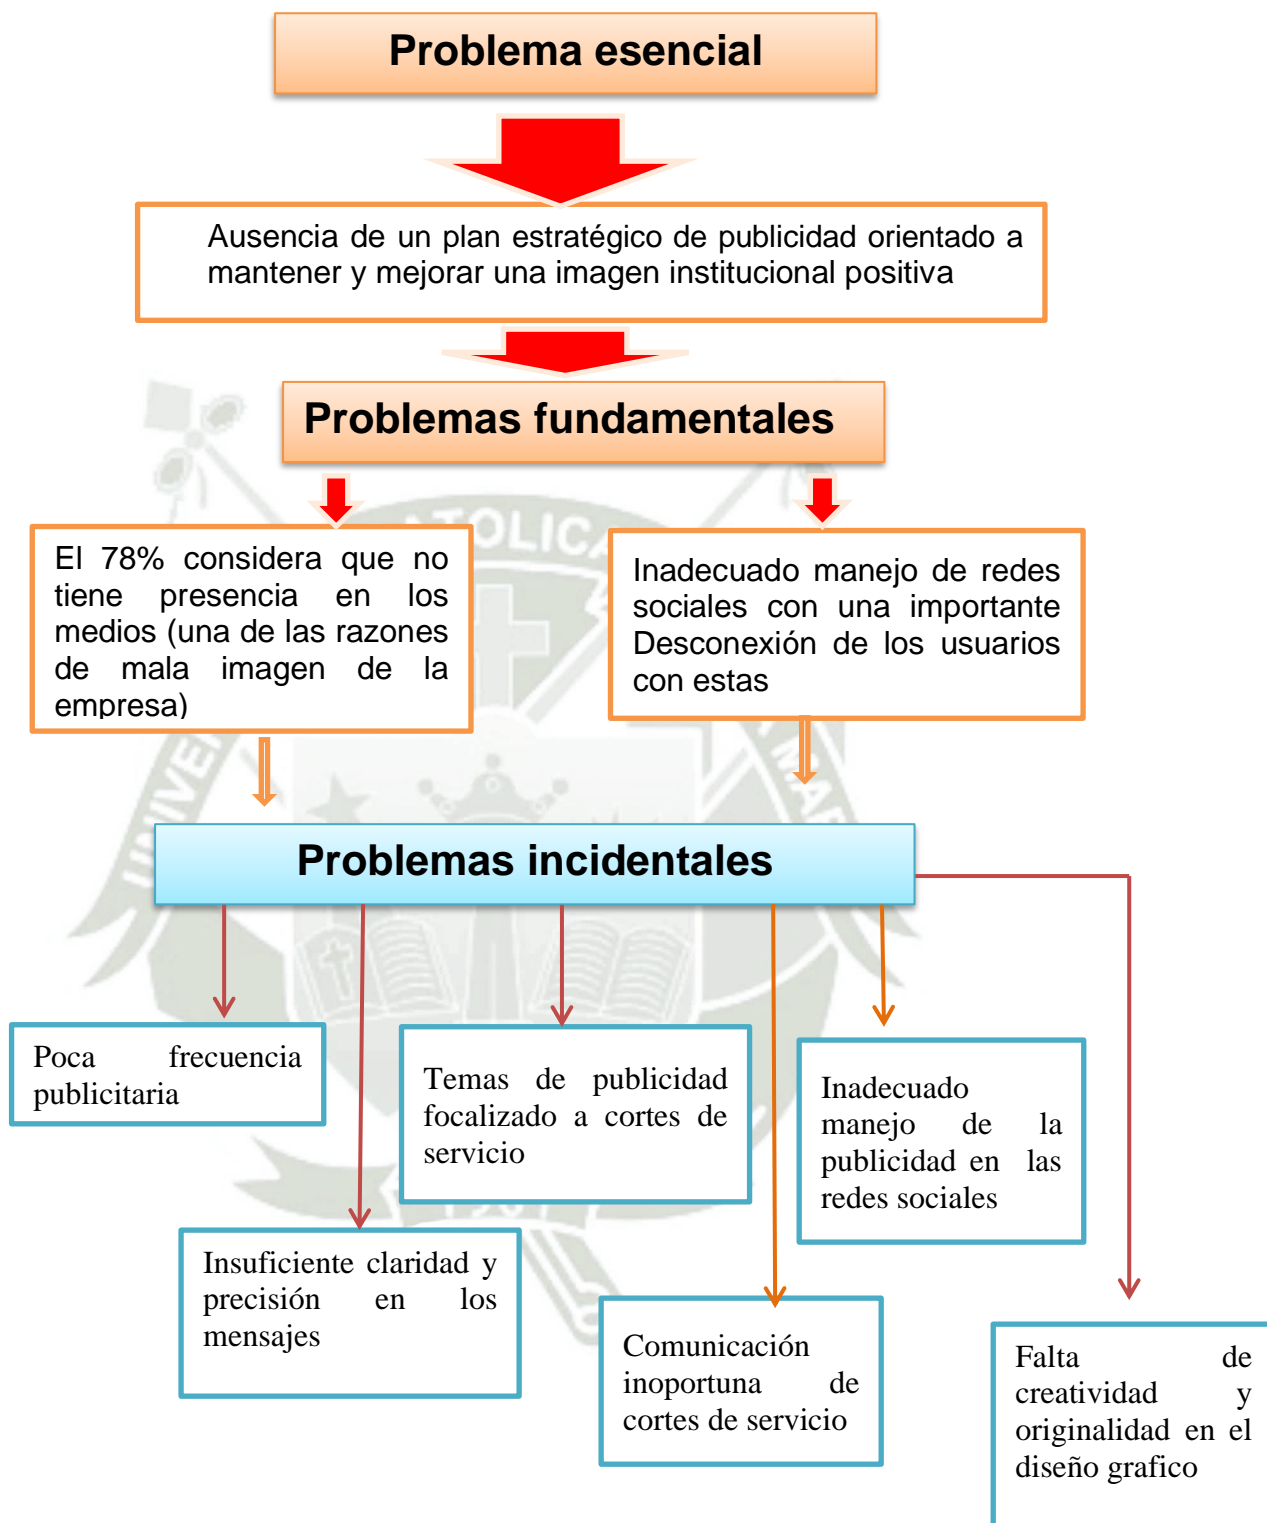 Problema esencial
Ausencia de un plan estratégico de publicidad orientado a
mantener y mejorar una imagen institucional positiva
Problemas fundamentales
El 78% considera que no
tiene presencia en los
medios (una de las razones
de mala imagen de la
empresa)
Inadecuado manejo de redes
sociales con una importante
Desconexión de los usuarios
con estas
Problemas incidentales
Poca frecuencia
publicitaria
Temas de publicidad
focalizado a cortes de
servicio
Inadecuado
manejo de la
publicidad en las
redes sociales
Insuficiente claridad y
precisión en los
mensajes
Comunicación
inoportuna de
cortes de servicio
Falta de
creatividad y
originalidad en el
diseño grafico